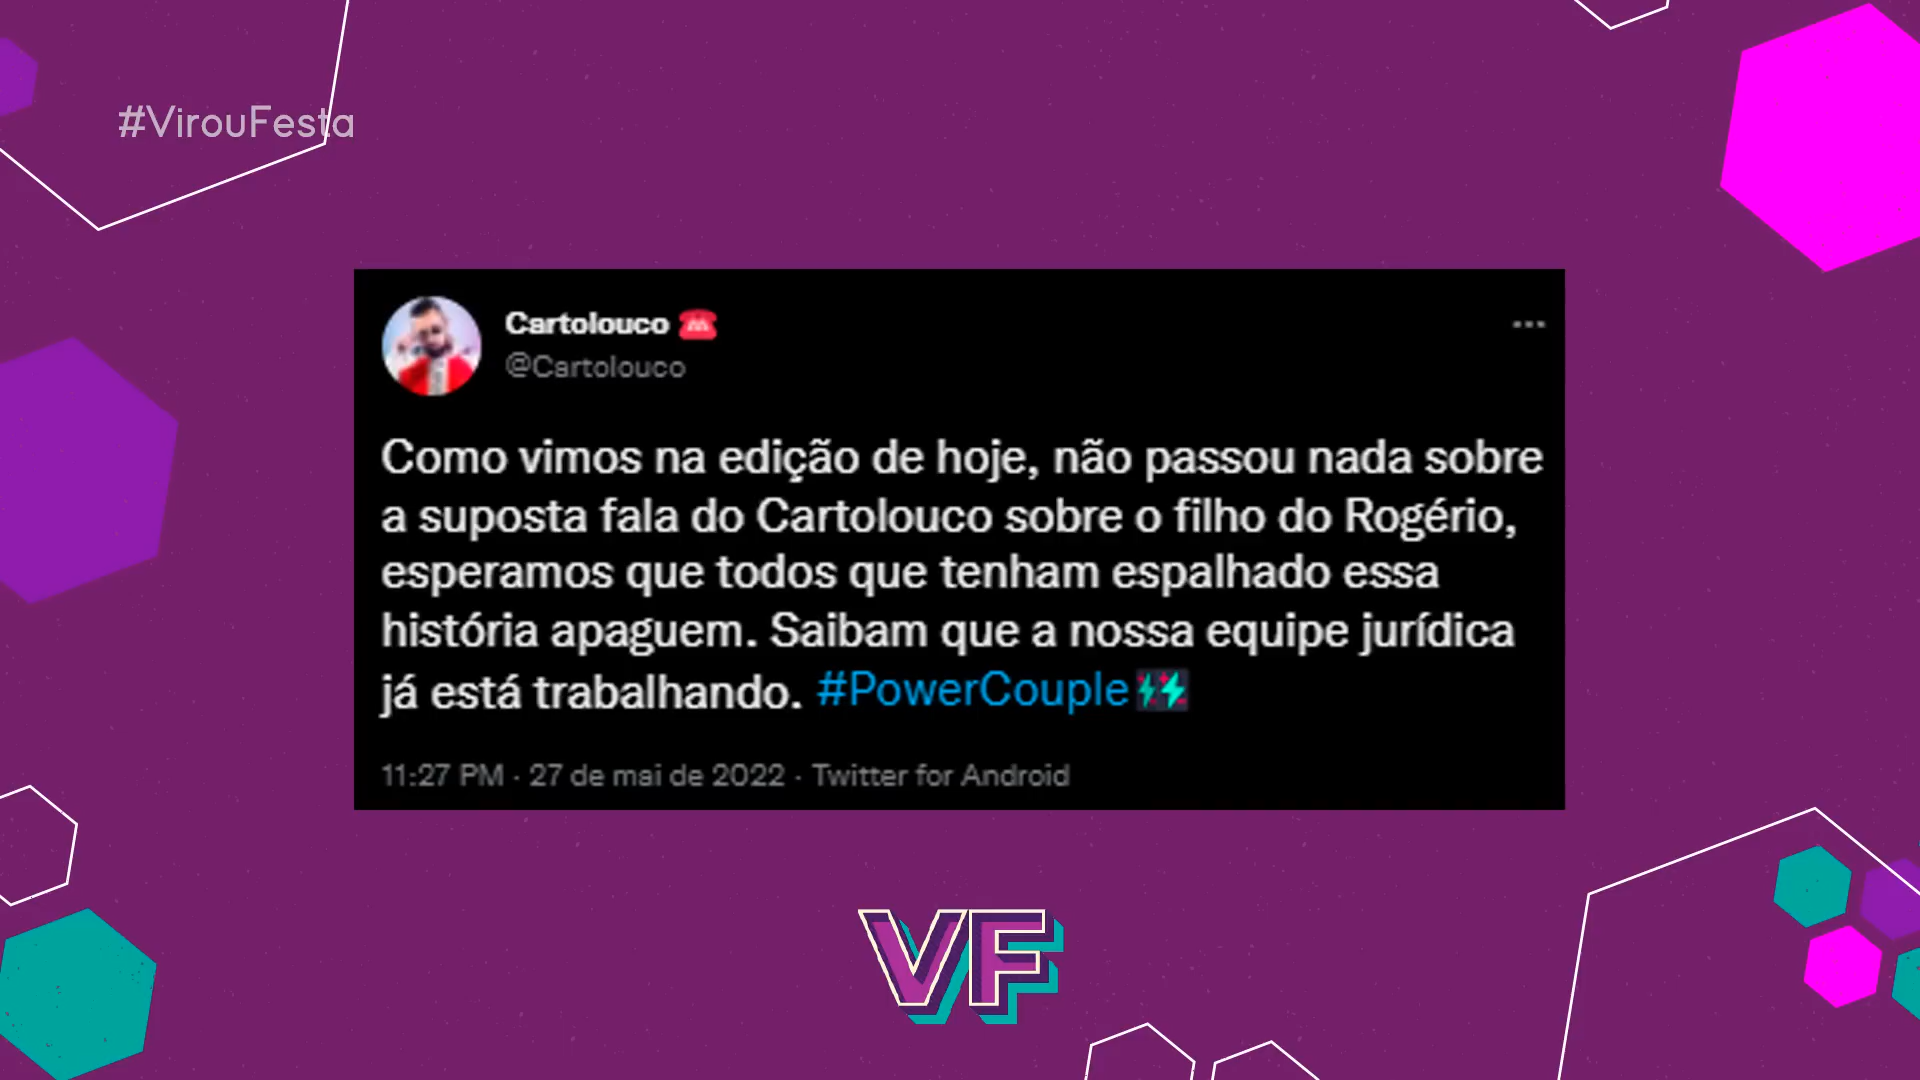 #VirouFesta
Cartolouco
@Cartolouco
Como vimos na edição de hoje, não passou nada sobre
a suposta fala do Cartolouco sobre o filho do Rogério,
esperamos que todos que tenham espalhado essa
história apaguem. Saibam que a nossa equipe jurídica
já está trabalhando. #PowerCouple
11:27 PM · 27 de mai de 2022 · Twitter for Android
VF